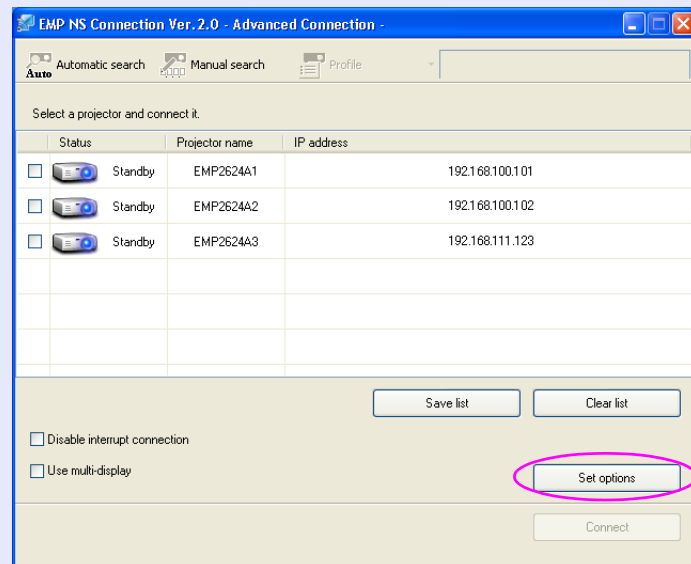 EMP NS Connection Ver.2.0 - Advanced Connection -
Auto Automatic search Manual search Profile
Select a projector and connect it.
Status Projector name IP address
Standby EMP2624A1 192.168.100.101
Standby EMP2624A2 192.168.100.102
Standby EMP2624A3 192.168.111.123
Save list Clear list
Disable interrupt connection
Use multi-display
Set options
Connect